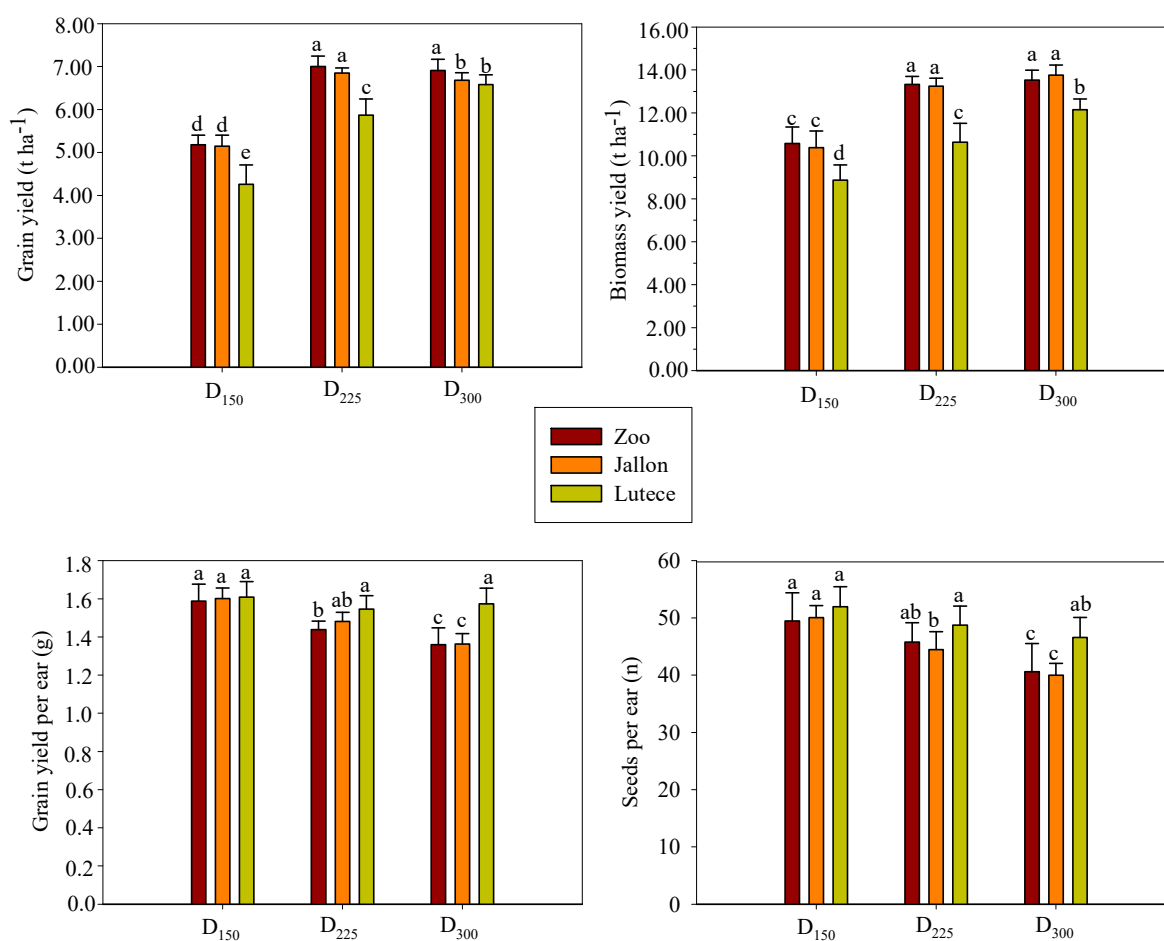 8.00
7.00
6.00
5.00
4.00
3.00
2.00
1.00
0.00
Grain yield (t ha⁻¹)
d d e
a a c
a b b
D₁₅₀ D₂₂₅ D₃₀₀
16.00
14.00
12.00
10.00
8.00
6.00
4.00
2.00
0.00
Biomass yield (t ha⁻¹)
c c d
a a c
a a b
D₁₅₀ D₂₂₅ D₃₀₀
Zoo
Jallon
Lutece
1.8
1.6
1.4
1.2
1.0
0.8
0.6
0.4
0.2
0.0
Grain yield per ear (g)
a a a
b ab a
c c a
D₁₅₀ D₂₂₅ D₃₀₀
60
50
40
30
20
10
0
Seeds per ear (n)
a a a
ab b a
c c ab
D₁₅₀ D₂₂₅ D₃₀₀